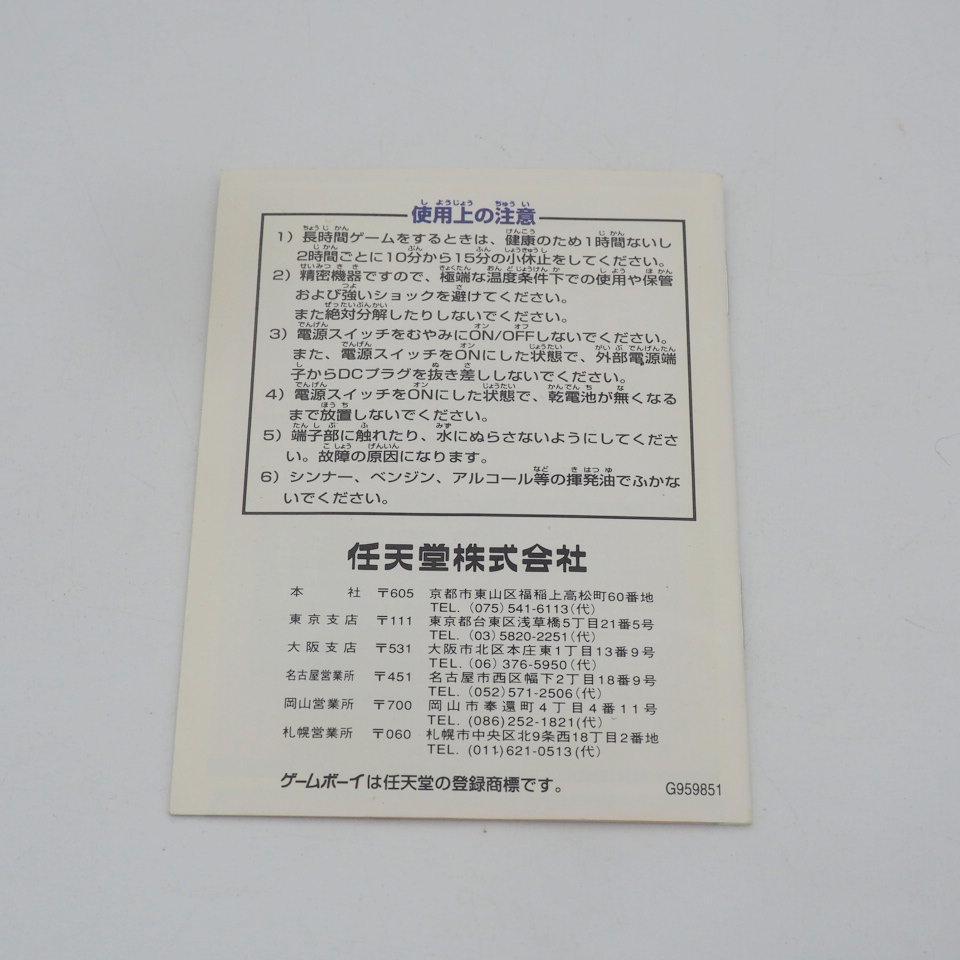 使用上の注意
1）長時間ゲームをするときは、健康のため1時間ないし
2時間ごとに10分から15分の小休止をしてください。
2）精密機器ですので、極端な温度条件下での使用や保管
および強いショックを避けてください。
また絶対分解したりしないでください。
3）電源スイッチをむやみにON/OFFしないでください。
また、電源スイッチをONにした状態で、外部電源端
子からDCプラグを抜き差ししないでください。
4）電源スイッチをONにした状態で、乾電池が無くなる
まで放置しないでください。
5）端子部に触れたり、水にぬらさないようにしてくださ
い。故障の原因になります。
6）シンナー、ベンジン、アルコール等の揮発油でふかな
いでください。
任天堂株式会社
本社 〒605 京都市東山区福稲上高松町60番地
TEL.（075）541-6113（代）
東京支店 〒111 東京都台東区浅草橋5丁目21番5号
TEL.（03）5820-2251（代）
大阪支店 〒531 大阪市北区本庄東1丁目13番9号
TEL.（06）376-5950（代）
名古屋営業所 〒451 名古屋市西区幅下2丁目18番9号
TEL.（052）571-2506（代）
岡山営業所 〒700 岡山市奉還町4丁目4番11号
TEL.（086）252-1821（代）
札幌営業所 〒060 札幌市中央区北9条西18丁目2番地
TEL.（011）621-0513（代）
ゲームボーイは任天堂の登録商標です。
G959851